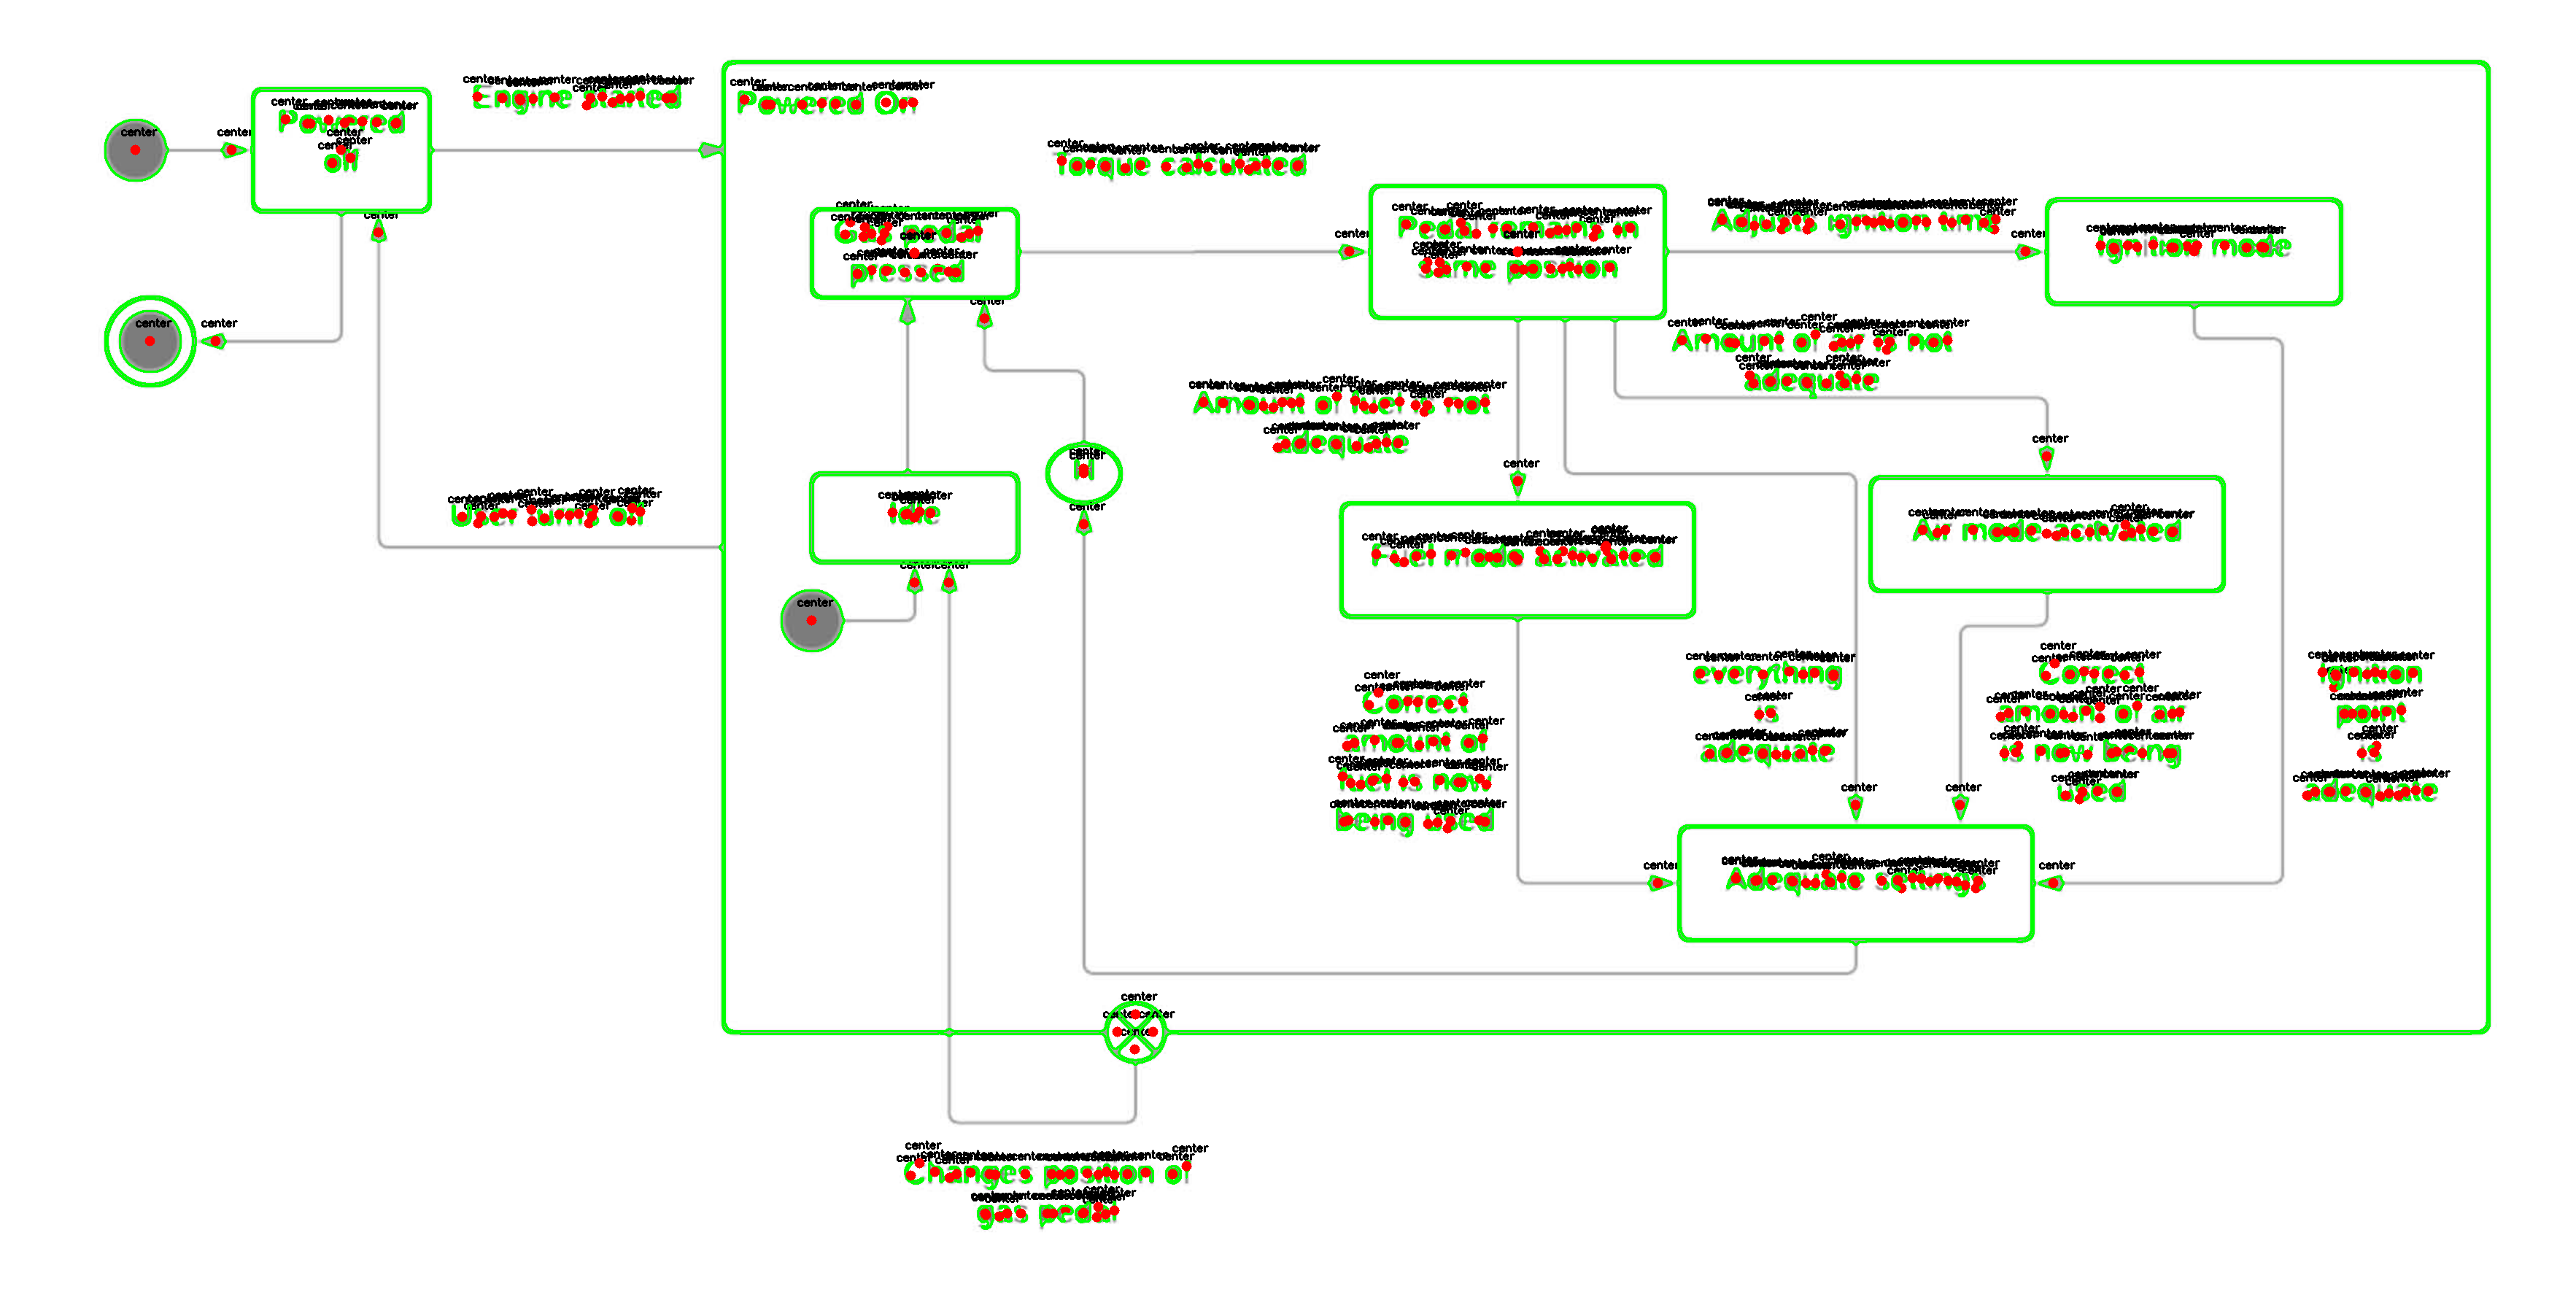 Powered
off
Engine started
Powered On
Torque calculated
Gas pedal
pressed
Pedal remain in
same position
Adjusts ignition timing
Ignition mode
Amount of air is not
adequate
Amount of fuel is not
adequate
H
User turns off
Idle
Fuel mode activated
Air mode activated
Correct
amount of
fuel is now
being used
everything
is
adequate
Correct
amount of air
is now being
used
Ignition
point
is
adequate
Adequate settings
Changes position of
gas pedal
center